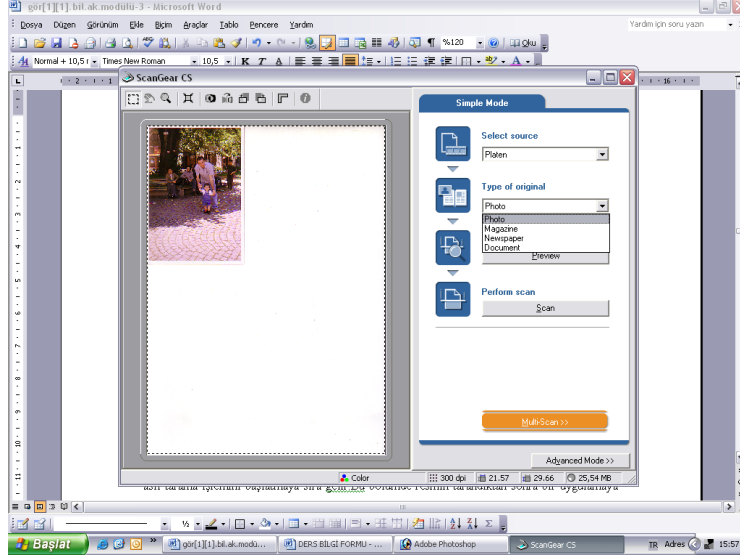 gör[1][1].bil.ak.modülü-3 - Microsoft Word
Dosya Düzen Görünüm Ekle Biçim Araçlar Tablo Pencere Yardım
Yardım için soru yazın
%120
Oku
Normal + 10,5 r
Times New Roman
10,5
K T A
ScanGear CS
Simple Mode
Select source
Platen
Type of original
Photo
Photo
Magazine
Newspaper
Document
Preview
Perform scan
Scan
Multi-Scan >>
Advanced Mode >>
Color
300 dpi
21.57
29.66
25,54 MB
½
Başlat
gör[1][1].bil.ak.modü...
DERS BİLGİ FORMU - ...
Adobe Photoshop
ScanGear CS
TR
Adres
15:57